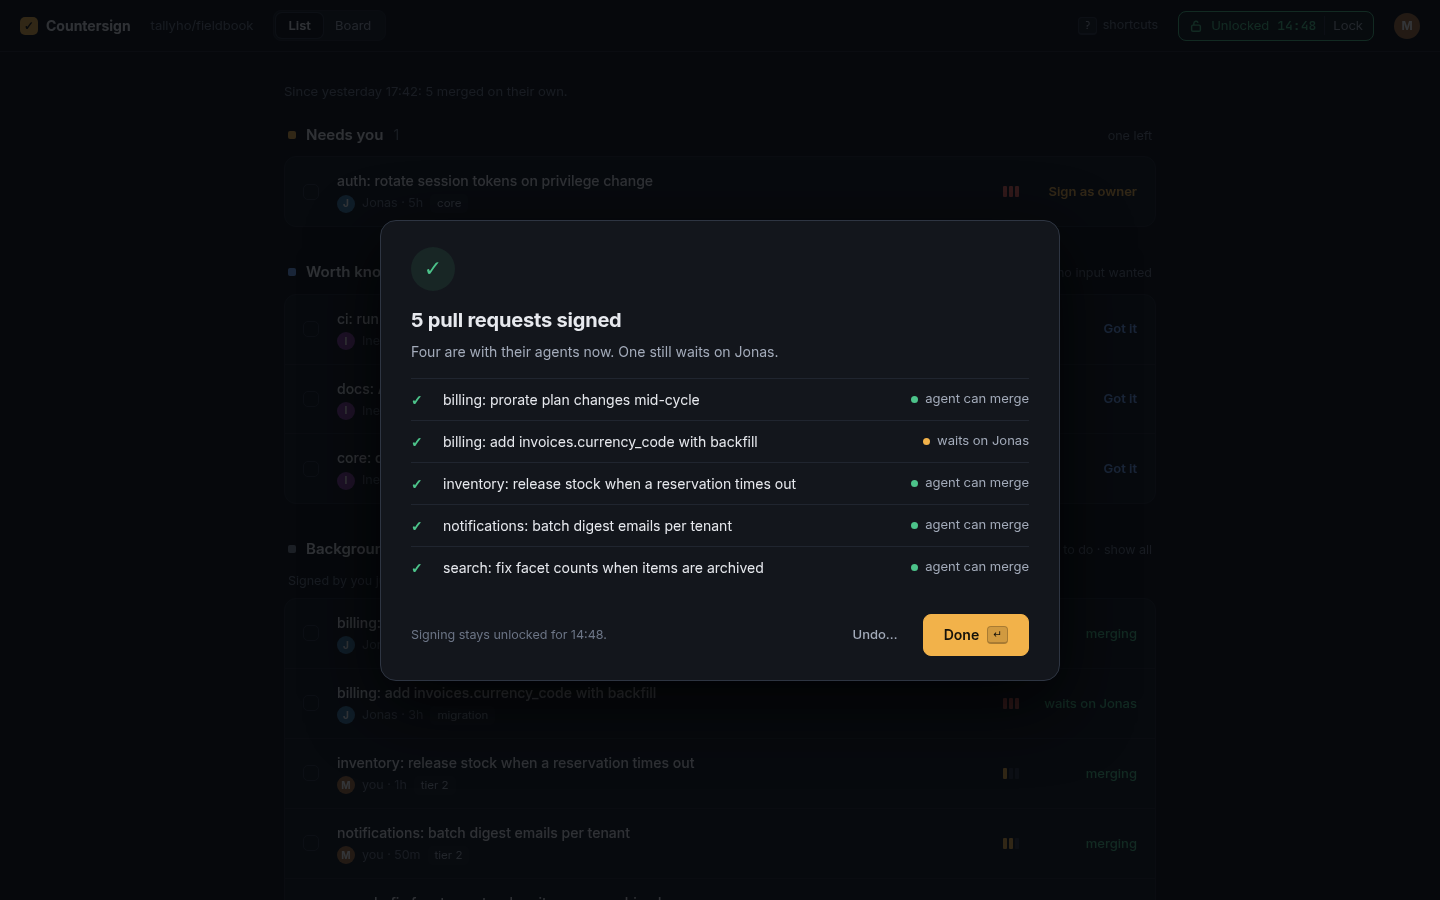 Countersign tallyho/fieldbook List Board ? shortcuts Unlocked 14:48 Lock M
Since yesterday 17:42: 5 merged on their own.
Needs you 1 one left
auth: rotate session tokens on privilege change
J Jonas · 5h core
Sign as owner
Worth kno
no input wanted
ci: run
I Ine
Got it
docs:
I Ine
Got it
core:
I Ine
Got it
✓
5 pull requests signed
Four are with their agents now. One still waits on Jonas.
✓ billing: prorate plan changes mid-cycle agent can merge
✓ billing: add invoices.currency_code with backfill waits on Jonas
✓ inventory: release stock when a reservation times out agent can merge
✓ notifications: batch digest emails per tenant agent can merge
✓ search: fix facet counts when items are archived agent can merge
Signing stays unlocked for 14:48. Undo... Done ↵
Backgroun
to do · show all
Signed by you
billing:
J Jo
merging
billing: add invoices.currency_code with backfill
J Jonas · 3h migration
waits on Jonas
inventory: release stock when a reservation times out
M you · 1h tier 2
merging
notifications: batch digest emails per tenant
M you · 50m tier 2
merging